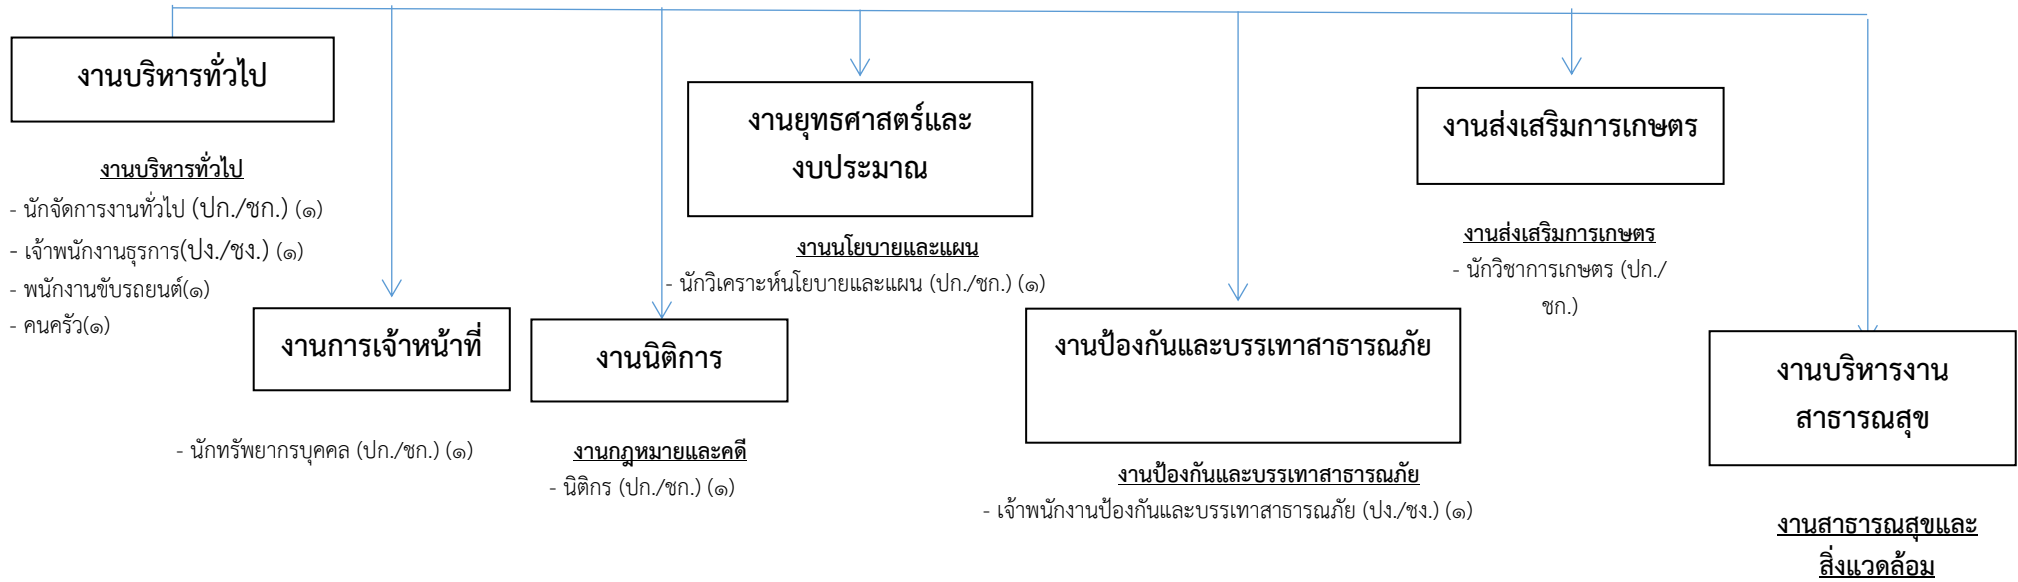 งานบริหารทั่วไป
งานบริหารทั่วไป
- นักจัดการงานทั่วไป (ปก./ชก.) (๑)
- เจ้าพนักงานธุรการ(ปง./ชง.) (๑)
- พนักงานขับรถยนต์(๑)
- คนครัว(๑)
งานการเจ้าหน้าที่
- นักทรัพยากรบุคคล (ปก./ชก.) (๑)
งานนิติการ
งานกฎหมายและคดี
- นิติกร (ปก./ชก.) (๑)
งานยุทธศาสตร์และ
งบประมาณ
งานนโยบายและแผน
- นักวิเคราะห์นโยบายและแผน (ปก./ชก.) (๑)
งานป้องกันและบรรเทาสาธารณภัย
งานป้องกันและบรรเทาสาธารณภัย
- เจ้าพนักงานป้องกันและบรรเทาสาธารณภัย (ปง./ชง.) (๑)
งานส่งเสริมการเกษตร
งานส่งเสริมการเกษตร
- นักวิชาการเกษตร (ปก./
ชก.)
งานบริหารงาน
สาธารณสุข
งานสาธารณสุขและ
สิ่งแวดล้อม